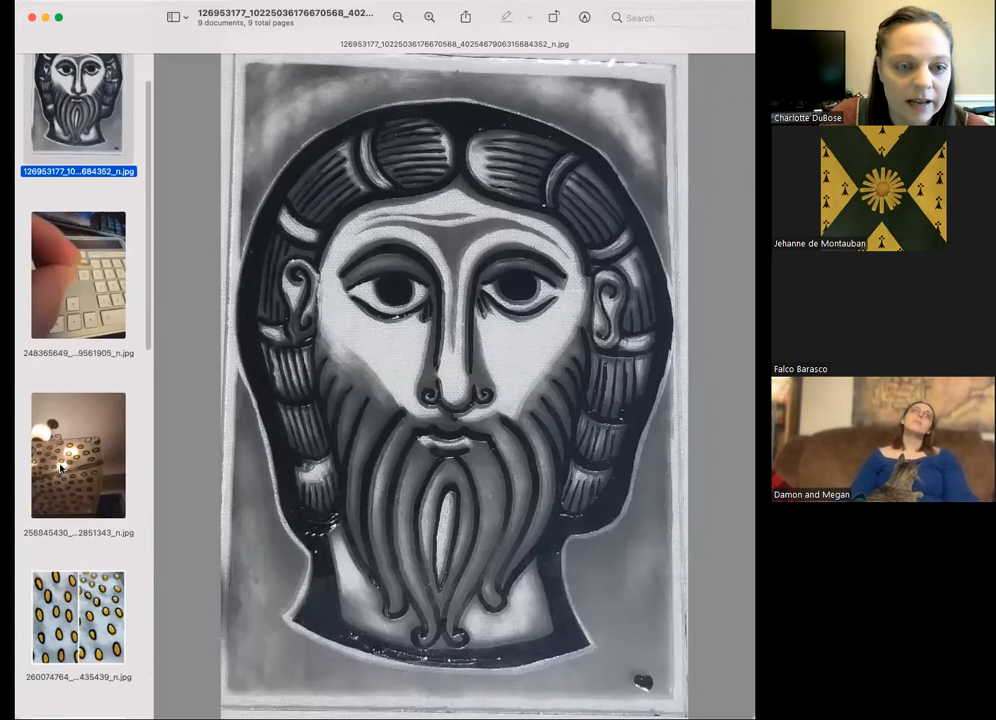 126953177_10225036176670568_402...
9 documents, 9 total pages
Search
126953177_10225036176670568_4025467906315684352_n.jpg
126953177_10...684352_n.jpg
248365649_...9561905_n.jpg
258845430_...2851343_n.jpg
260074764_...435439_n.jpg
Charlotte DuBose
Jehanne de Montauban
Falco Barasco
Damon and Megan